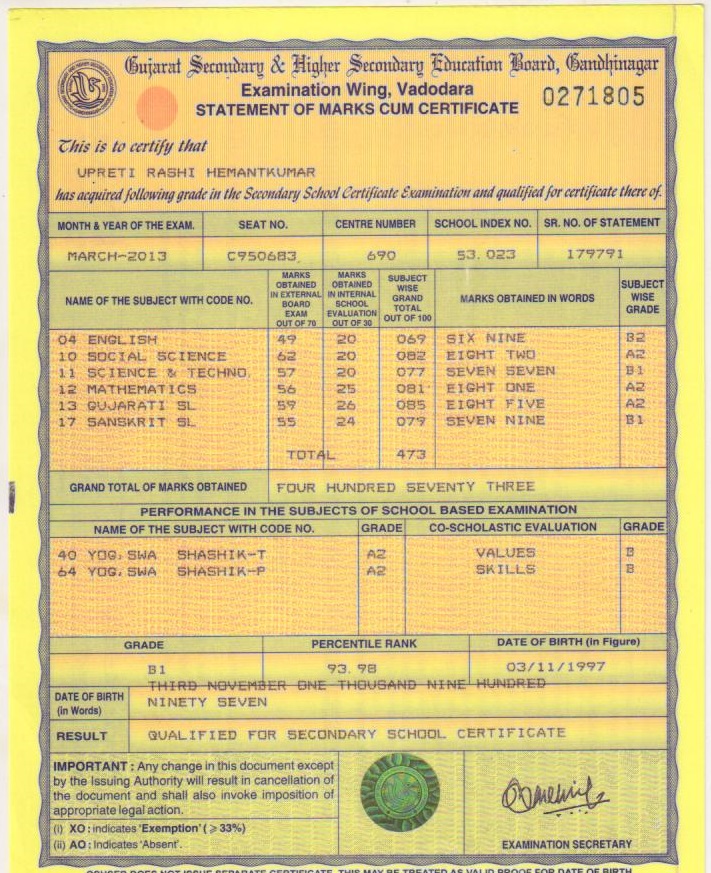 Gujarat Secondary & Higher Secondary Education Board, Gandhinagar
Examination Wing, Vadodara
STATEMENT OF MARKS CUM CERTIFICATE
0271805
This is to certify that
UPRETI RASHI HEMANTKUMAR
has acquired following grade in the Secondary School Certificate Examination and qualified for certificate there of.
MONTH & YEAR OF THE EXAM. SEAT NO. CENTRE NUMBER SCHOOL INDEX NO. SR. NO. OF STATEMENT
MARCH-2013 C950683 690 53.023 179791
NAME OF THE SUBJECT WITH CODE NO. MARKS OBTAINED IN EXTERNAL BOARD EXAM OUT OF 70 MARKS OBTAINED IN INTERNAL SCHOOL EVALUATION OUT OF 30 SUBJECT WISE GRAND TOTAL OUT OF 100 MARKS OBTAINED IN WORDS SUBJECT WISE GRADE
04 ENGLISH 49 20 069 SIX NINE B2
10 SOCIAL SCIENCE 62 20 082 EIGHT TWO A2
11 SCIENCE & TECHNO. 57 20 077 SEVEN SEVEN B1
12 MATHEMATICS 56 25 081 EIGHT ONE A2
13 GUJARATI SL 59 26 085 EIGHT FIVE A2
17 SANSKRIT SL 55 24 079 SEVEN NINE B1
TOTAL 473
GRAND TOTAL OF MARKS OBTAINED FOUR HUNDRED SEVENTY THREE
PERFORMANCE IN THE SUBJECTS OF SCHOOL BASED EXAMINATION
NAME OF THE SUBJECT WITH CODE NO. GRADE CO-SCHOLASTIC EVALUATION GRADE
40 YOG,SWA SHASHIK-T A2 VALUES B
64 YOG,SWA SHASHIK-P A2 SKILLS B
GRADE PERCENTILE RANK DATE OF BIRTH (in Figure)
B1 93.98 03/11/1997
DATE OF BIRTH (in Words) THIRD NOVEMBER ONE THOUSAND NINE HUNDRED
NINETY SEVEN
RESULT QUALIFIED FOR SECONDARY SCHOOL CERTIFICATE
IMPORTANT : Any change in this document except
by the Issuing Authority will result in cancellation of
the document and shall also invoke imposition of
appropriate legal action.
(i) XO : indicates 'Exemption' (⩾33%)
(ii) AO : Indicates 'Absent'.
EXAMINATION SECRETARY
GSHSEB DOES NOT ISSUE SEPARATE CERTIFICATE. THIS MAY BE TREATED AS VALID PROOF FOR DATE OF BIRTH